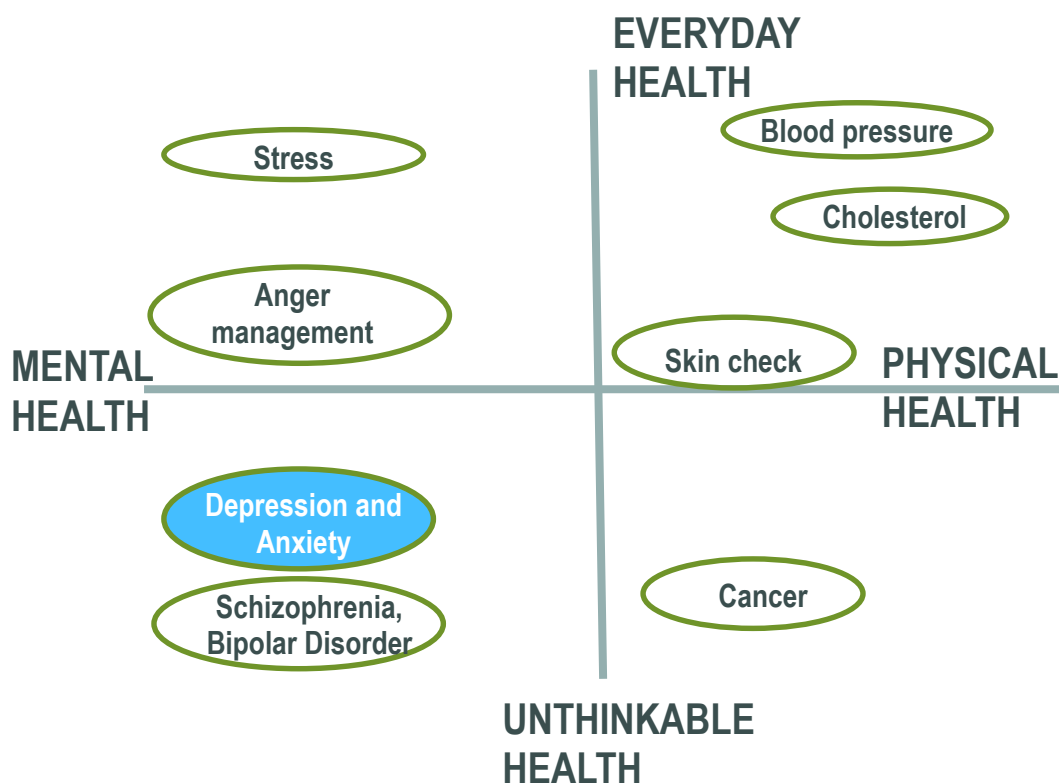 EVERYDAY
HEALTH
Blood pressure
Stress
Cholesterol
Anger
management
Skin check
MENTAL
HEALTH
PHYSICAL
HEALTH
Depression and
Anxiety
Schizophrenia,
Bipolar Disorder
Cancer
UNTHINKABLE
HEALTH